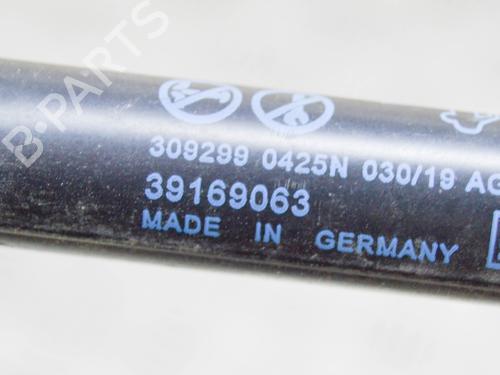 B-PARTS
309299 0425N 030/19 AG
39169063
MADE IN GERMANY